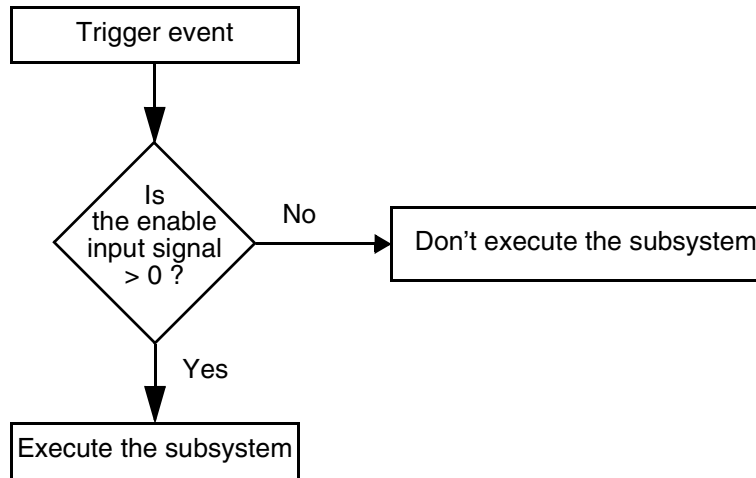 Trigger event
Is
the enable
input signal
> 0 ?
No
Don't execute the subsystem
Yes
Execute the subsystem